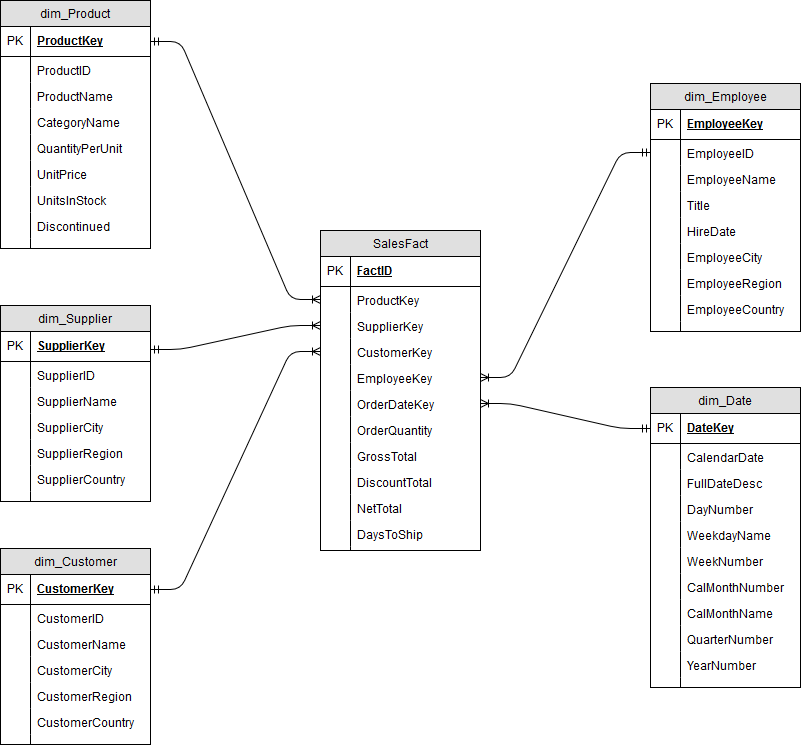 dim_Product
PK ProductKey
ProductID
ProductName
CategoryName
QuantityPerUnit
UnitPrice
UnitsInStock
Discontinued
dim_Supplier
PK SupplierKey
SupplierID
SupplierName
SupplierCity
SupplierRegion
SupplierCountry
dim_Customer
PK CustomerKey
CustomerID
CustomerName
CustomerCity
CustomerRegion
CustomerCountry
SalesFact
PK FactID
ProductKey
SupplierKey
CustomerKey
EmployeeKey
OrderDateKey
OrderQuantity
GrossTotal
DiscountTotal
NetTotal
DaysToShip
dim_Employee
PK EmployeeKey
EmployeeID
EmployeeName
Title
HireDate
EmployeeCity
EmployeeRegion
EmployeeCountry
dim_Date
PK DateKey
CalendarDate
FullDateDesc
DayNumber
WeekdayName
WeekNumber
CalMonthNumber
CalMonthName
QuarterNumber
YearNumber